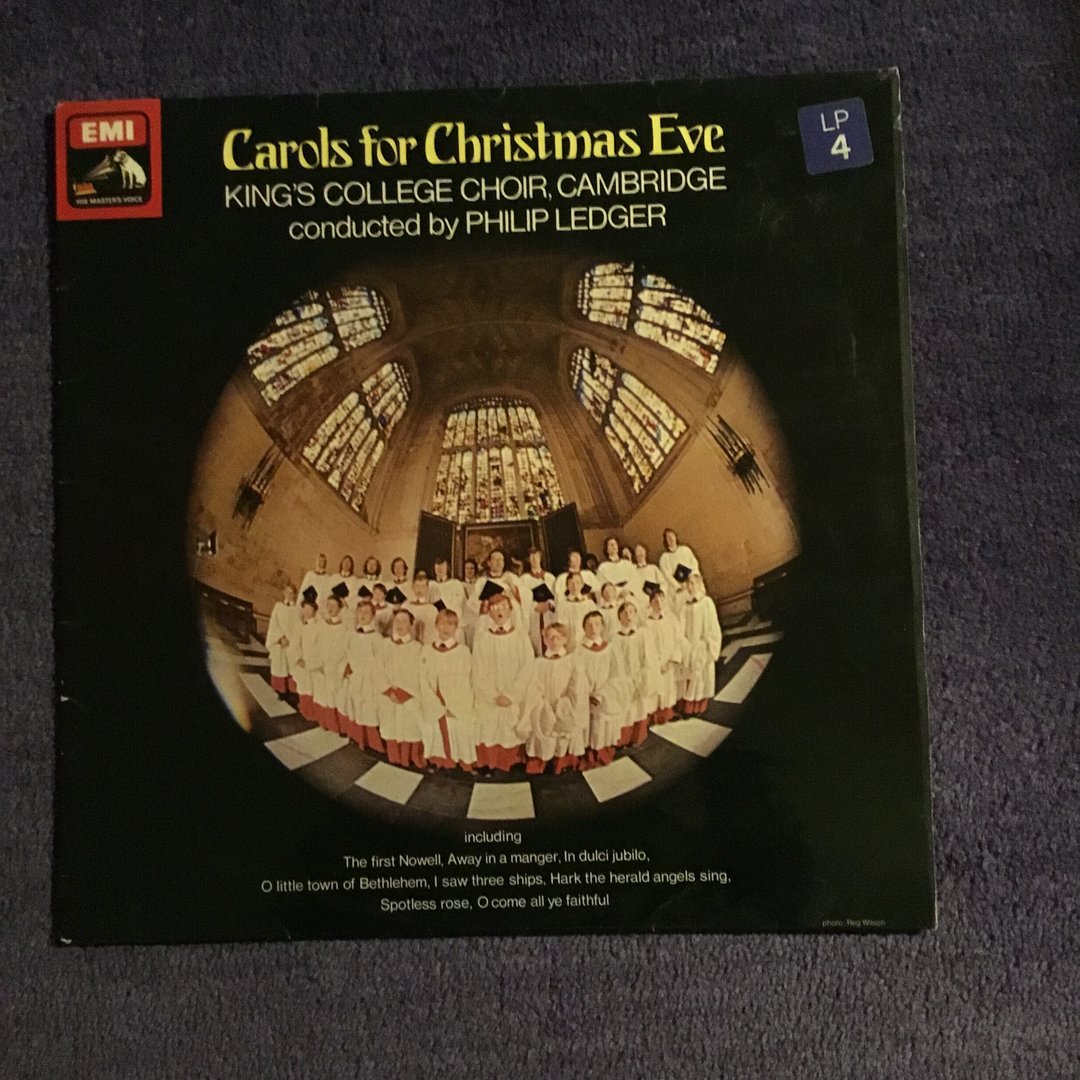 EMI
HIS MASTER'S VOICE
Carols for Christmas Eve
KING'S COLLEGE CHOIR, CAMBRIDGE
conducted by PHILIP LEDGER
LP
4
including
The first Nowell, Away in a manger, In dulci jubilo,
O little town of Bethlehem, I saw three ships, Hark the herald angels sing,
Spotless rose, O come all ye faithful
photo: Reg Wilson